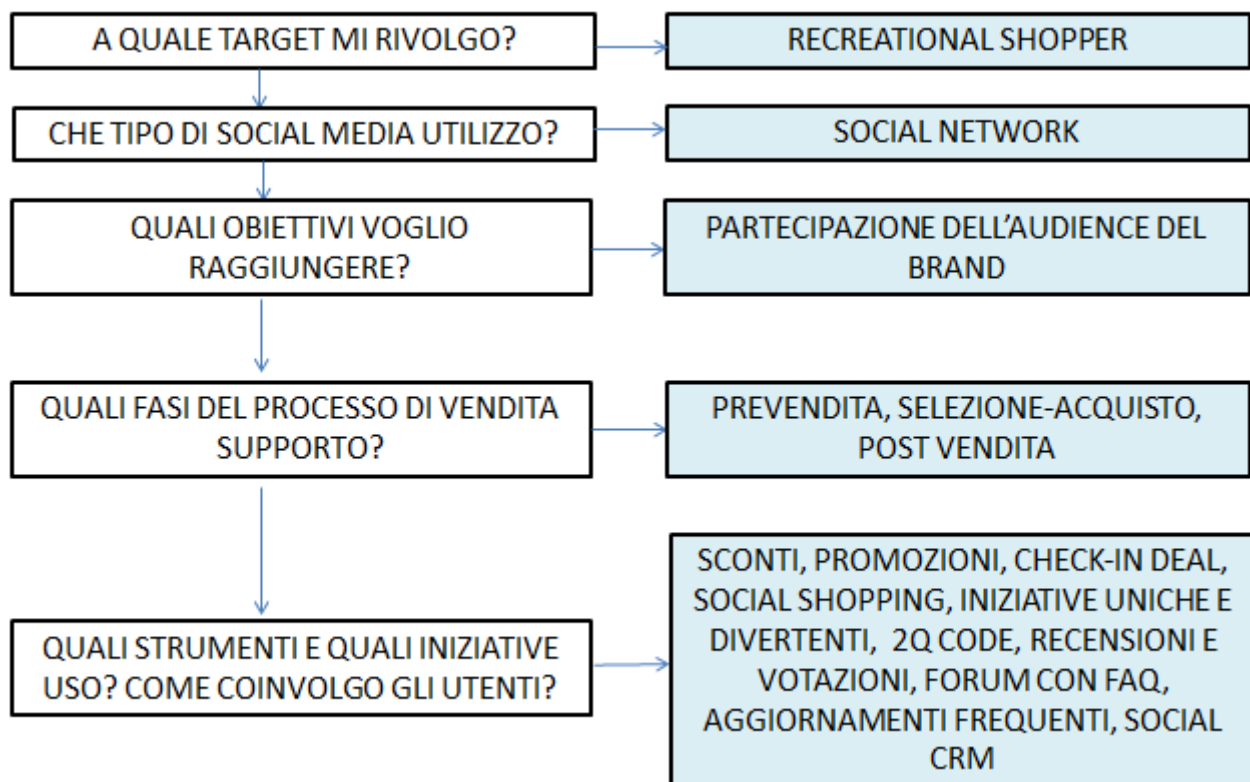 A QUALE TARGET MI RIVOLGO?
RECREATIONAL SHOPPER
CHE TIPO DI SOCIAL MEDIA UTILIZZO?
SOCIAL NETWORK
QUALI OBIETTIVI VOGLIO
RAGGIUNGERE?
PARTECIPAZIONE DELL'AUDIENCE DEL
BRAND
QUALI FASI DEL PROCESSO DI VENDITA
SUPPORTO?
PREVENDITA, SELEZIONE-ACQUISTO,
POST VENDITA
QUALI STRUMENTI E QUALI INIZIATIVE
USO? COME COINVOLGO GLI UTENTI?
SCONTI, PROMOZIONI, CHECK-IN DEAL,
SOCIAL SHOPPING, INIZIATIVE UNICHE E
DIVERTENTI, 2Q CODE, RECENSIONI E
VOTAZIONI, FORUM CON FAQ,
AGGIORNAMENTI FREQUENTI, SOCIAL
CRM